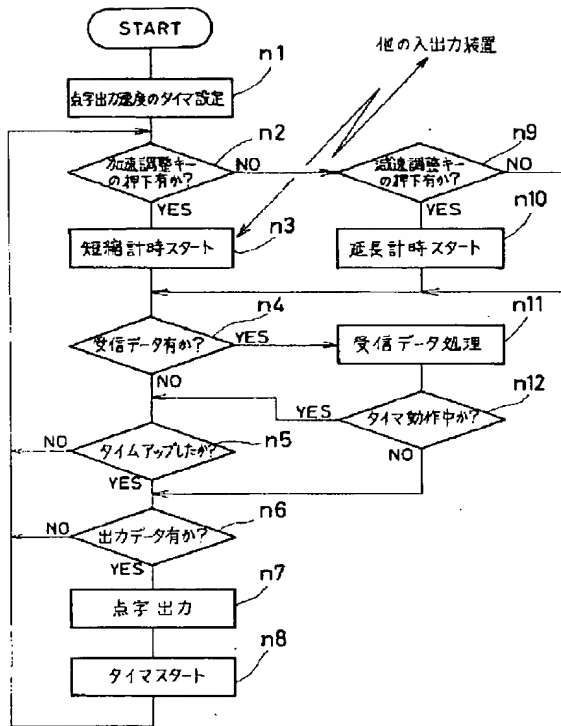 START
他の入出力装置
n1
点字出力速度のタイマ設定
n2
n9
加速調整キー
の押下有か?
NO
減速調整キー
の押下有か?
NO
YES
n3
YES
n10
短縮計時スタート
延長計時スタート
n4
n11
受信データ有か?
YES
受信データ処理
NO
n12
YES
タイマ動作中か?
NO
n5
タイムアップしたか?
NO
YES
n6
NO
出力データ有か?
YES
n7
点字出力
n8
タイマスタート